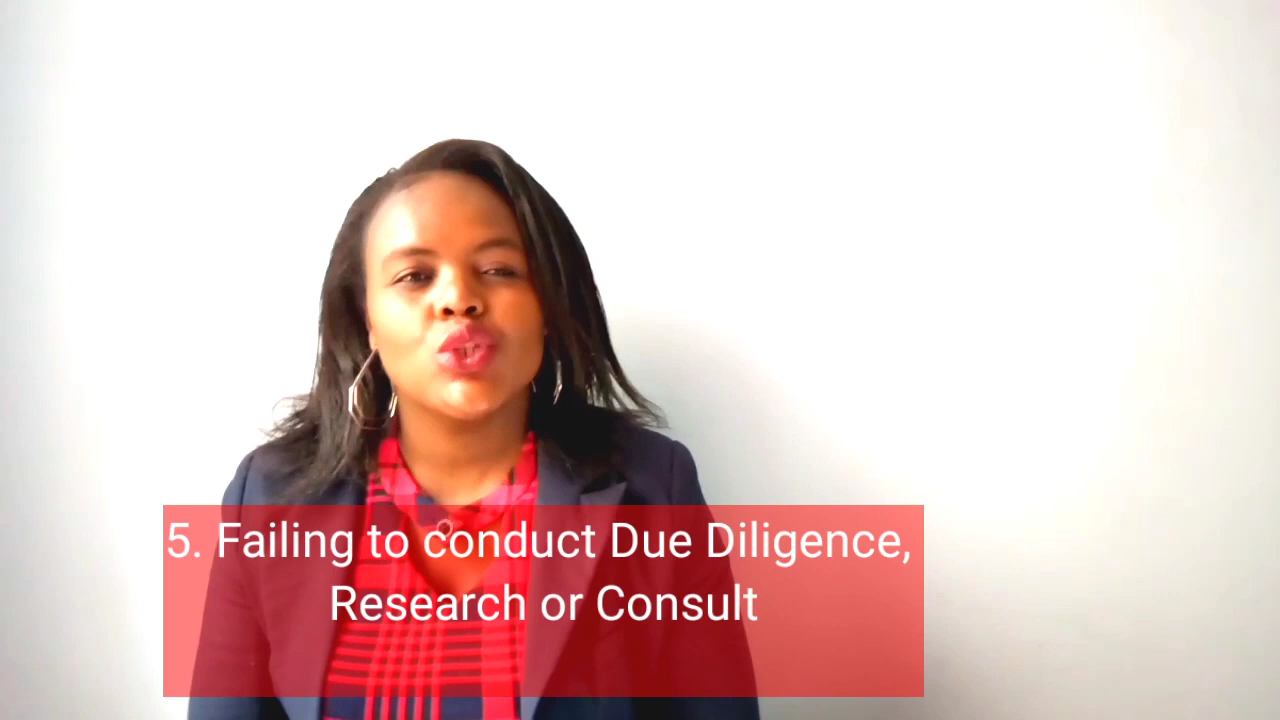 5. Failing to conduct Due Diligence,
Research or Consult